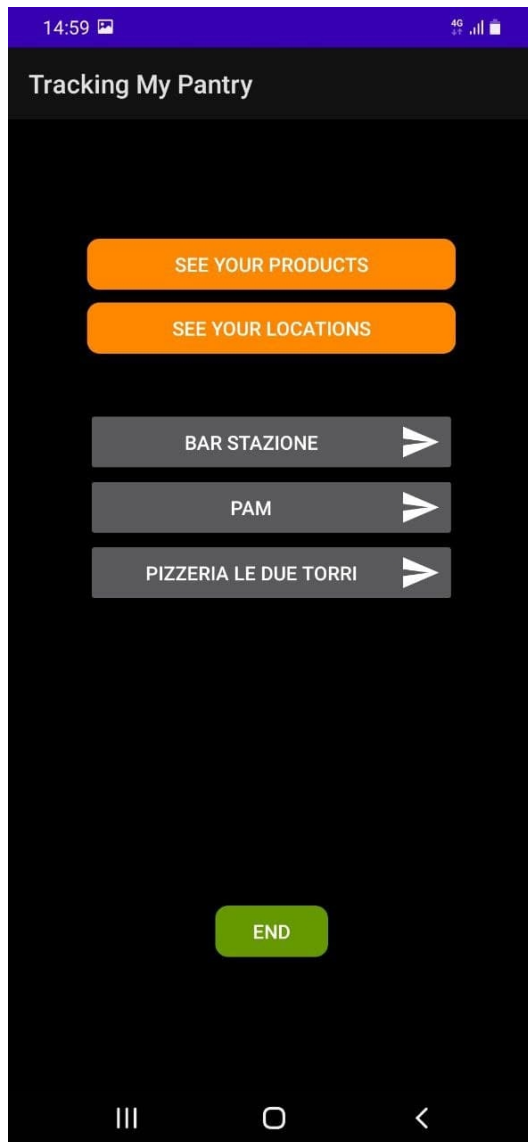 14:59
4G
Tracking My Pantry
SEE YOUR PRODUCTS
SEE YOUR LOCATIONS
BAR STAZIONE
PAM
PIZZERIA LE DUE TORRI
END